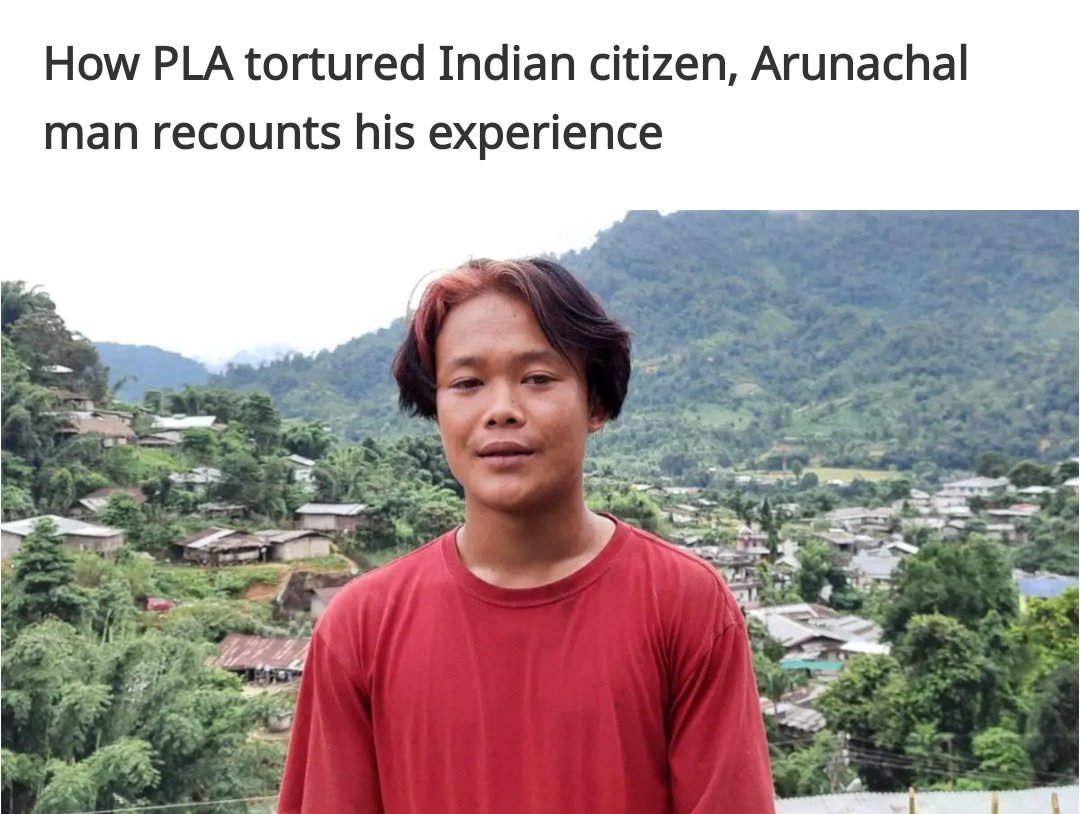 How PLA tortured Indian citizen, Arunachal
man recounts his experience